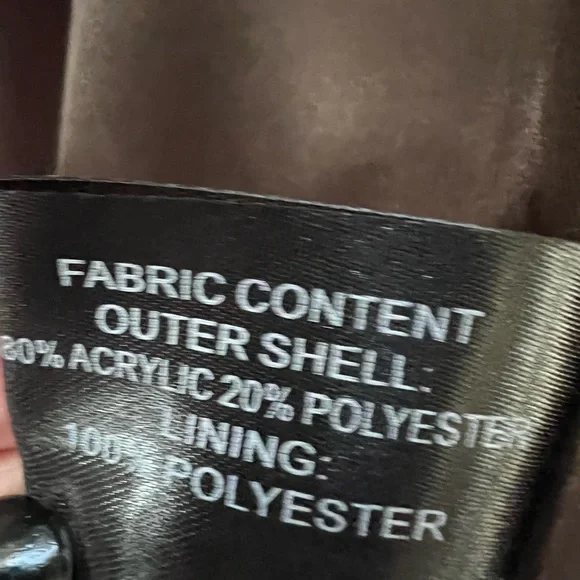 FABRIC CONTENT
OUTER SHELL:
80% ACRYLIC 20% POLYESTER
LINING:
100% POLYESTER